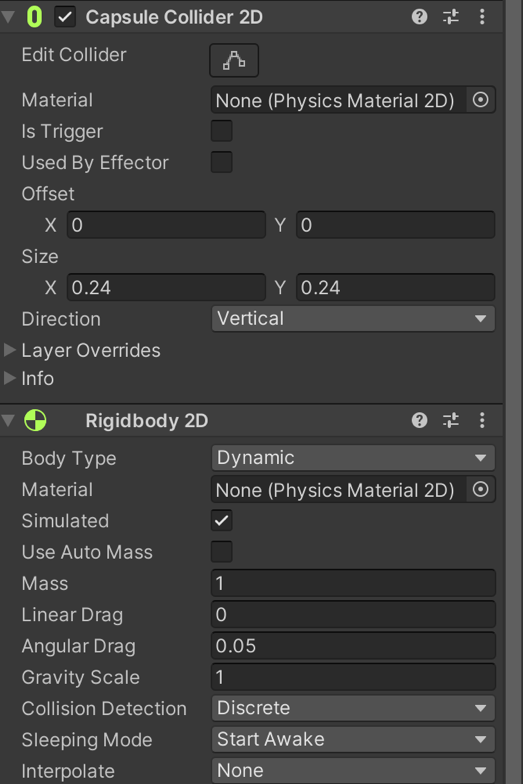 Capsule Collider 2D
Edit Collider
Material None (Physics Material 2D)
Is Trigger
Used By Effector
Offset
X 0 Y 0
Size
X 0.24 Y 0.24
Direction Vertical
Layer Overrides
Info
Rigidbody 2D
Body Type Dynamic
Material None (Physics Material 2D)
Simulated
Use Auto Mass
Mass 1
Linear Drag 0
Angular Drag 0.05
Gravity Scale 1
Collision Detection Discrete
Sleeping Mode Start Awake
Interpolate None